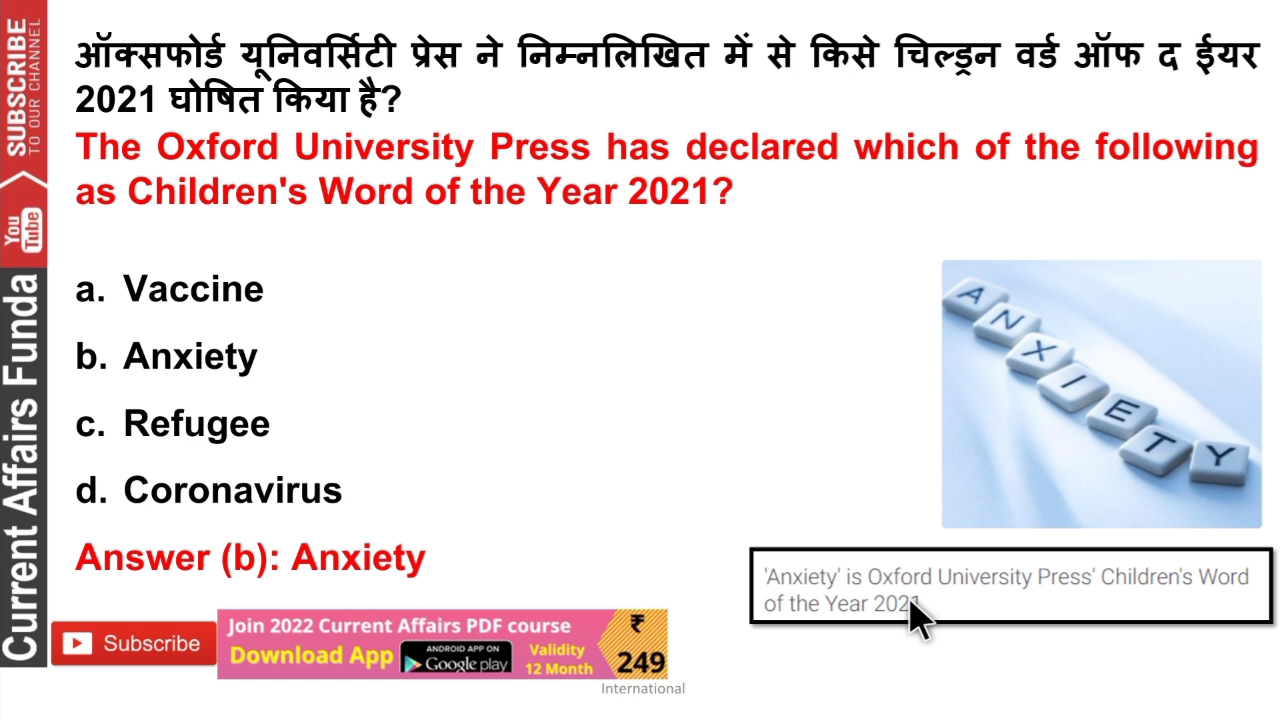 SUBSCRIBE
TO OUR CHANNEL
You
Tube
Current Affairs Funda
ऑक्सफोर्ड यूनिवर्सिटी प्रेस ने निम्नलिखित में से किसे चिल्ड्रन वर्ड ऑफ द ईयर
2021 घोषित किया है?
The Oxford University Press has declared which of the following
as Children's Word of the Year 2021?
a. Vaccine
b. Anxiety
c. Refugee
d. Coronavirus
Answer (b): Anxiety
A N X I E T Y
'Anxiety' is Oxford University Press' Children's Word
of the Year 2021
Subscribe
Join 2022 Current Affairs PDF course
Download App
ANDROID APP ON
Google play
Validity
12 Month
₹
249
International